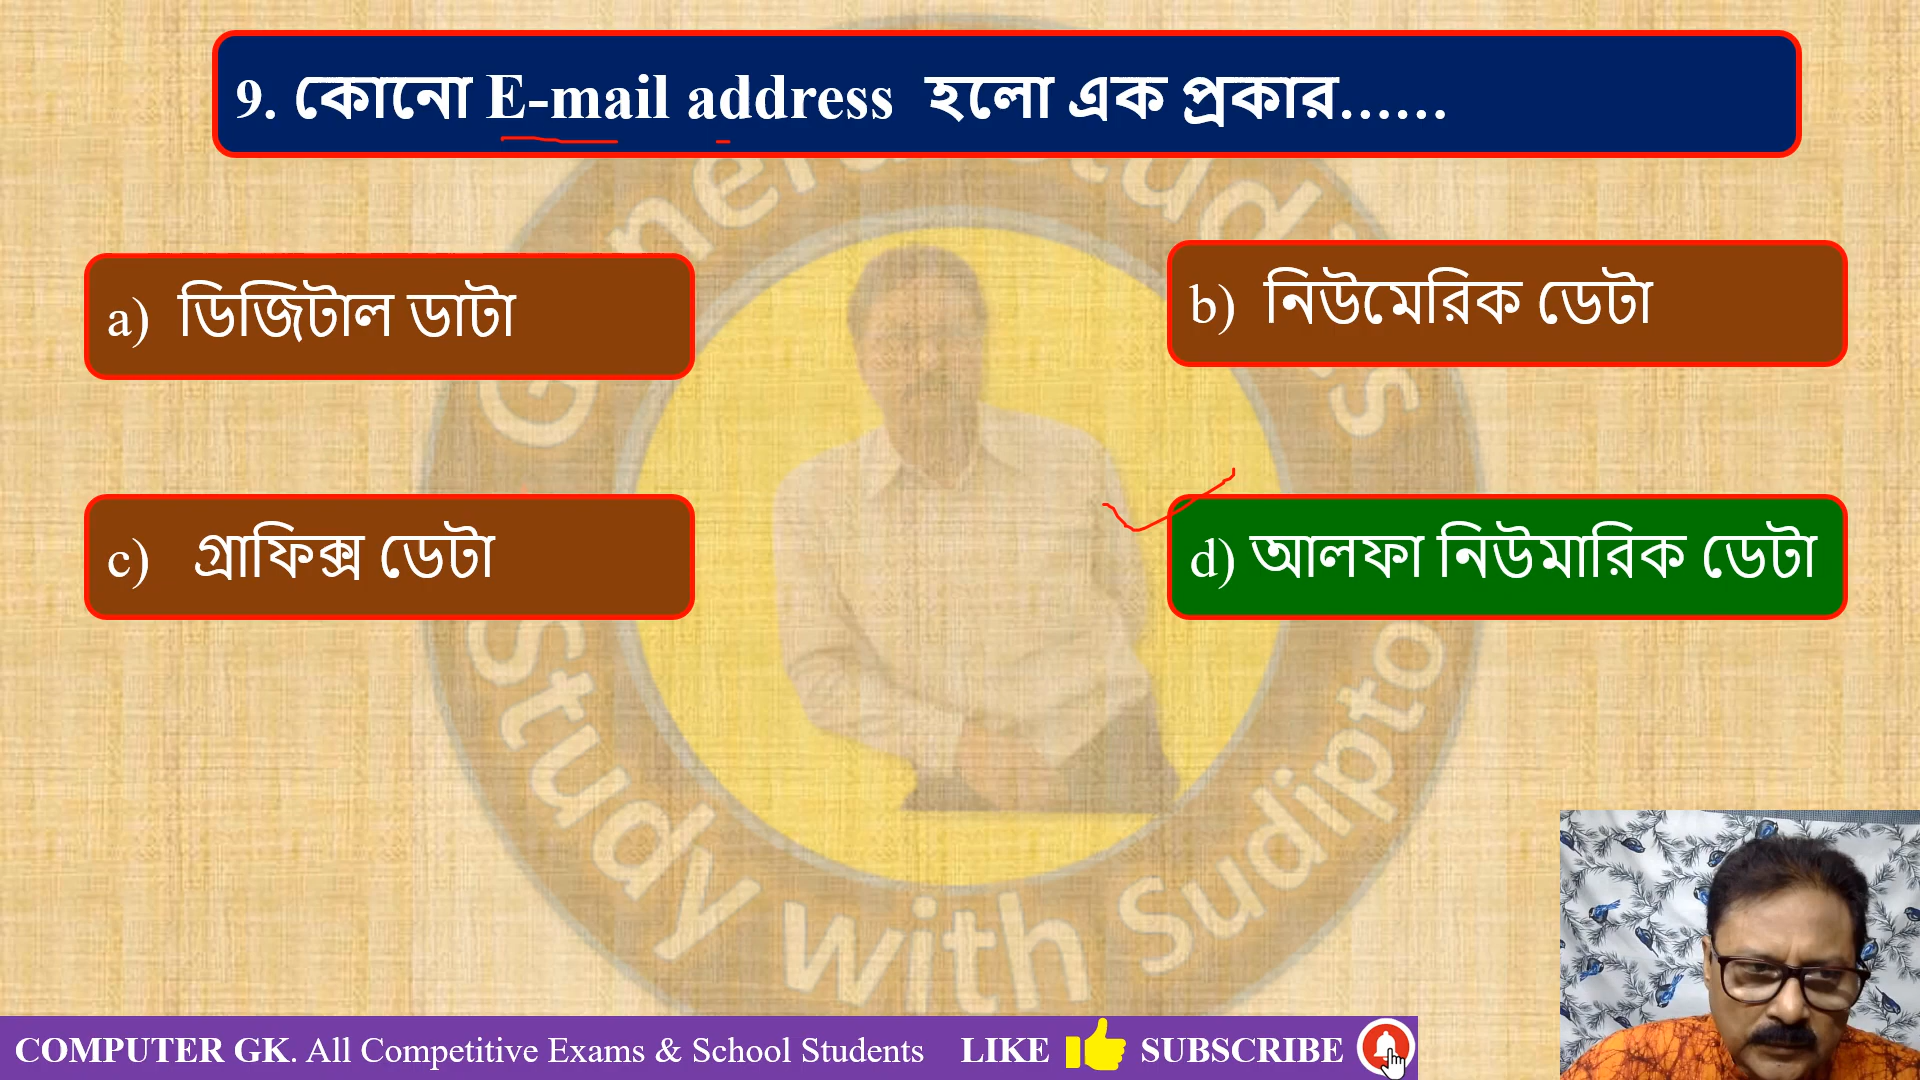 9. কোনো E-mail address হলো এক প্রকার......
a) ডিজিটাল ডাটা
b) নিউমেরিক ডেটা
c) গ্রাফিক্স ডেটা
d) আলফা নিউমারিক ডেটা
Study with Sudipto
COMPUTER GK. All Competitive Exams & School Students LIKE SUBSCRIBE